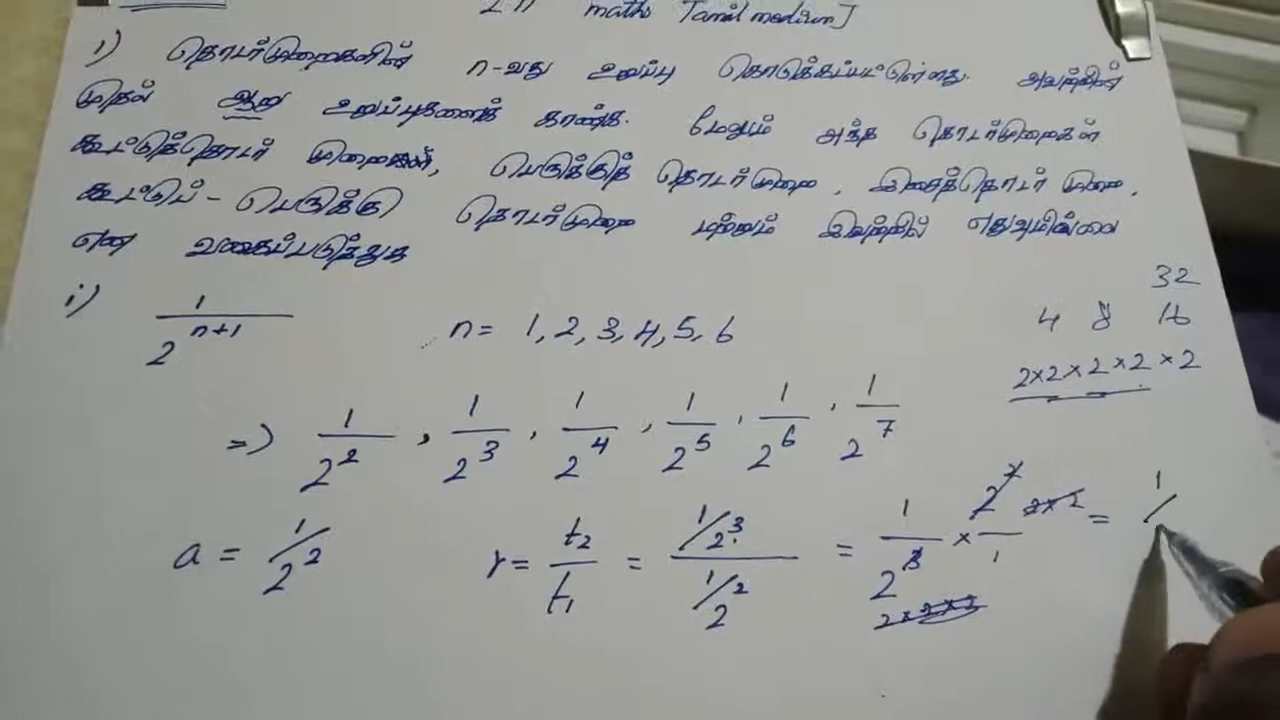 maths Tamil medium]
1) தொடர்முறைகளின் n-வது உறுப்பு கொடுக்கப்பட்டுள்ளது. அவற்றின்
முதல் ஆறு உறுப்புகளைக் காண்க. மேலும் அந்த தொடர்முறைகள்
கூட்டுத்தொடர் முறைகள், பெருக்குத் தொடர்முறை, இசைத்தொடர் முறை,
கூட்டுப் - பெருக்கு தொடர்முறை மற்றும் இவற்றில் எதுவுமில்லை
என வகைப்படுத்துக
i) 1/2^(n+1) n = 1, 2, 3, 4, 5, 6
32
4 8 16
2×2×2×2×2
=) 1/2^2, 1/2^3, 1/2^4, 1/2^5, 1/2^6, 1/2^7
a = 1/2^2 r = t2/t1 = (1/2^3)/(1/2^2) = 1/2^3 × 2^2/1 = 1/